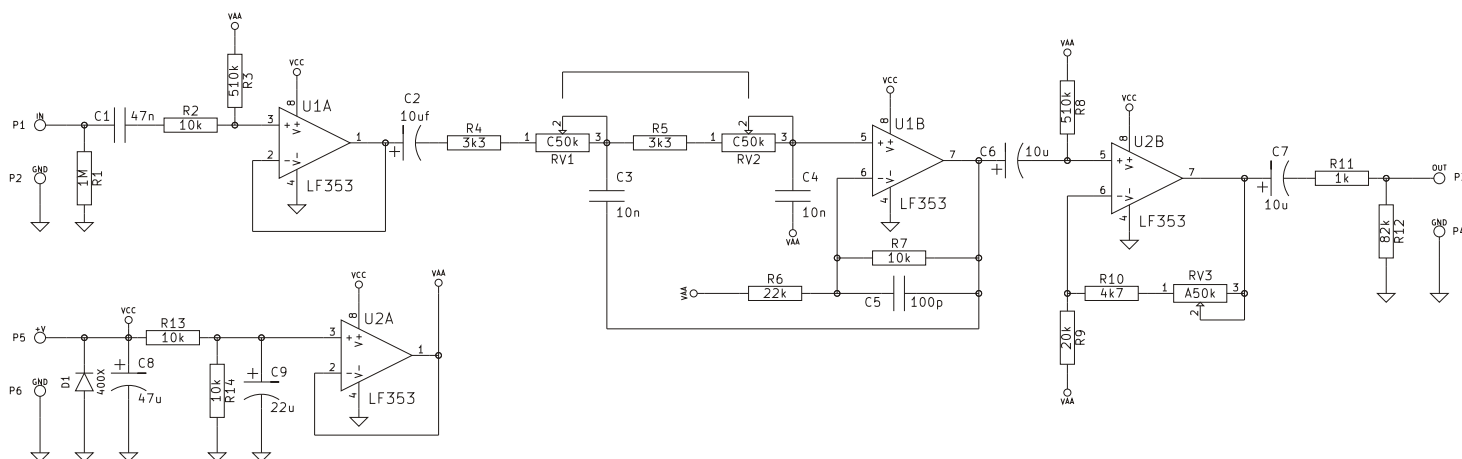 VAA
510k
R3
VCC
8
U1A
3
+
V+
1
2
-
V-
4
LF353
P1
IN
C1
47n
R2
10k
1M
R1
P2
GND
C2
10uf
+
R4
3k3
1
2
3
C50k
RV1
R5
3k3
1
2
3
C50k
RV2
C3
10n
C4
10n
VAA
VCC
8
U1B
5
+
V+
7
6
-
V-
4
LF353
R7
10k
VAA
R6
22k
C5
100p
C6
10u
+
VAA
510k
R8
VCC
8
U2B
5
+
V+
7
6
-
V-
4
LF353
R10
4k7
1
RV3
A50k
3
2
20k
R9
VAA
C7
+
10u
R11
1k
82k
R12
OUT
GND
P5
+V
P6
GND
D1
400X
VCC
+
C8
47u
R13
10k
10k
R14
+
C9
22u
VCC
8
U2A
3
+
V+
1
2
-
V-
4
LF353
VAA